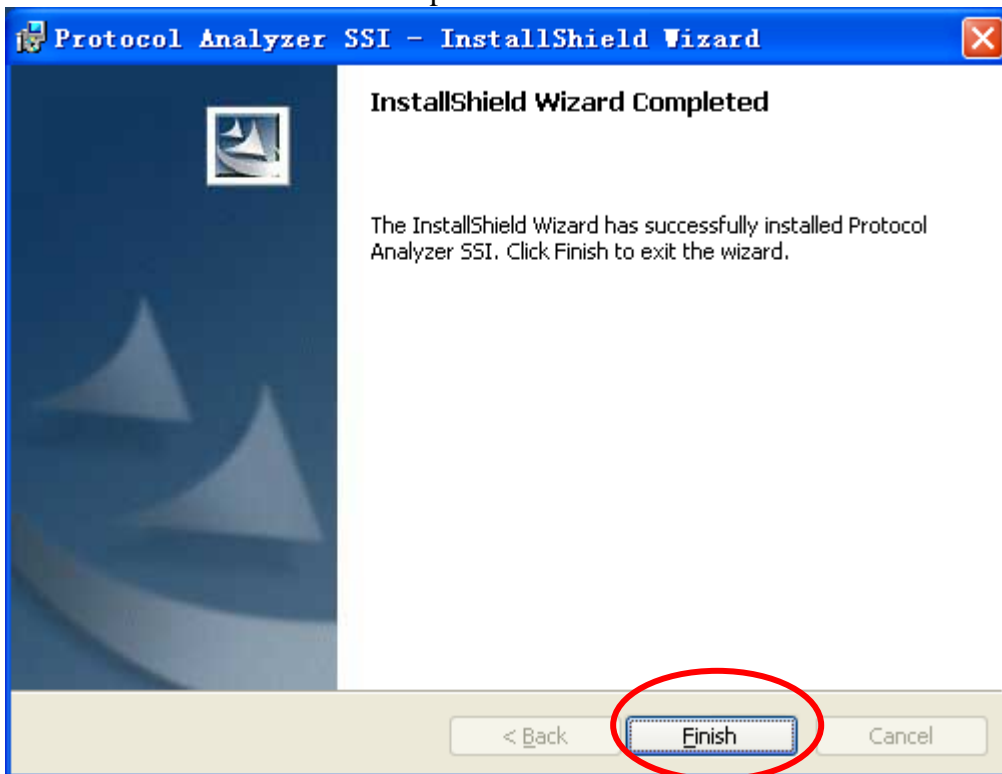 Protocol Analyzer SSI - InstallShield Wizard
InstallShield Wizard Completed
The InstallShield Wizard has successfully installed Protocol
Analyzer SSI. Click Finish to exit the wizard.
< Back Finish Cancel